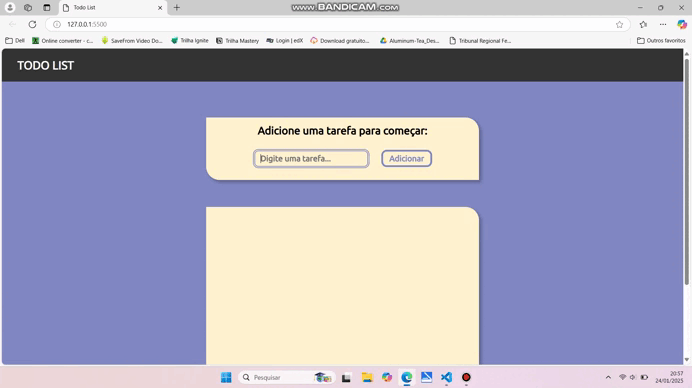 Todo List
www.BANDICAM.com
127.0.0.1:5500
Dell
Online converter - c...
SaveFrom Video Do...
Trilha Ignite
Trilha Mastery
Login | edX
Download gratuito...
Aluminum-Tea_Des...
Tribunal Regional Fe...
Outros favoritos
TODO LIST
Adicione uma tarefa para começar:
Digite uma tarefa...
Adicionar
Pesquisar
20:57
24/01/2025